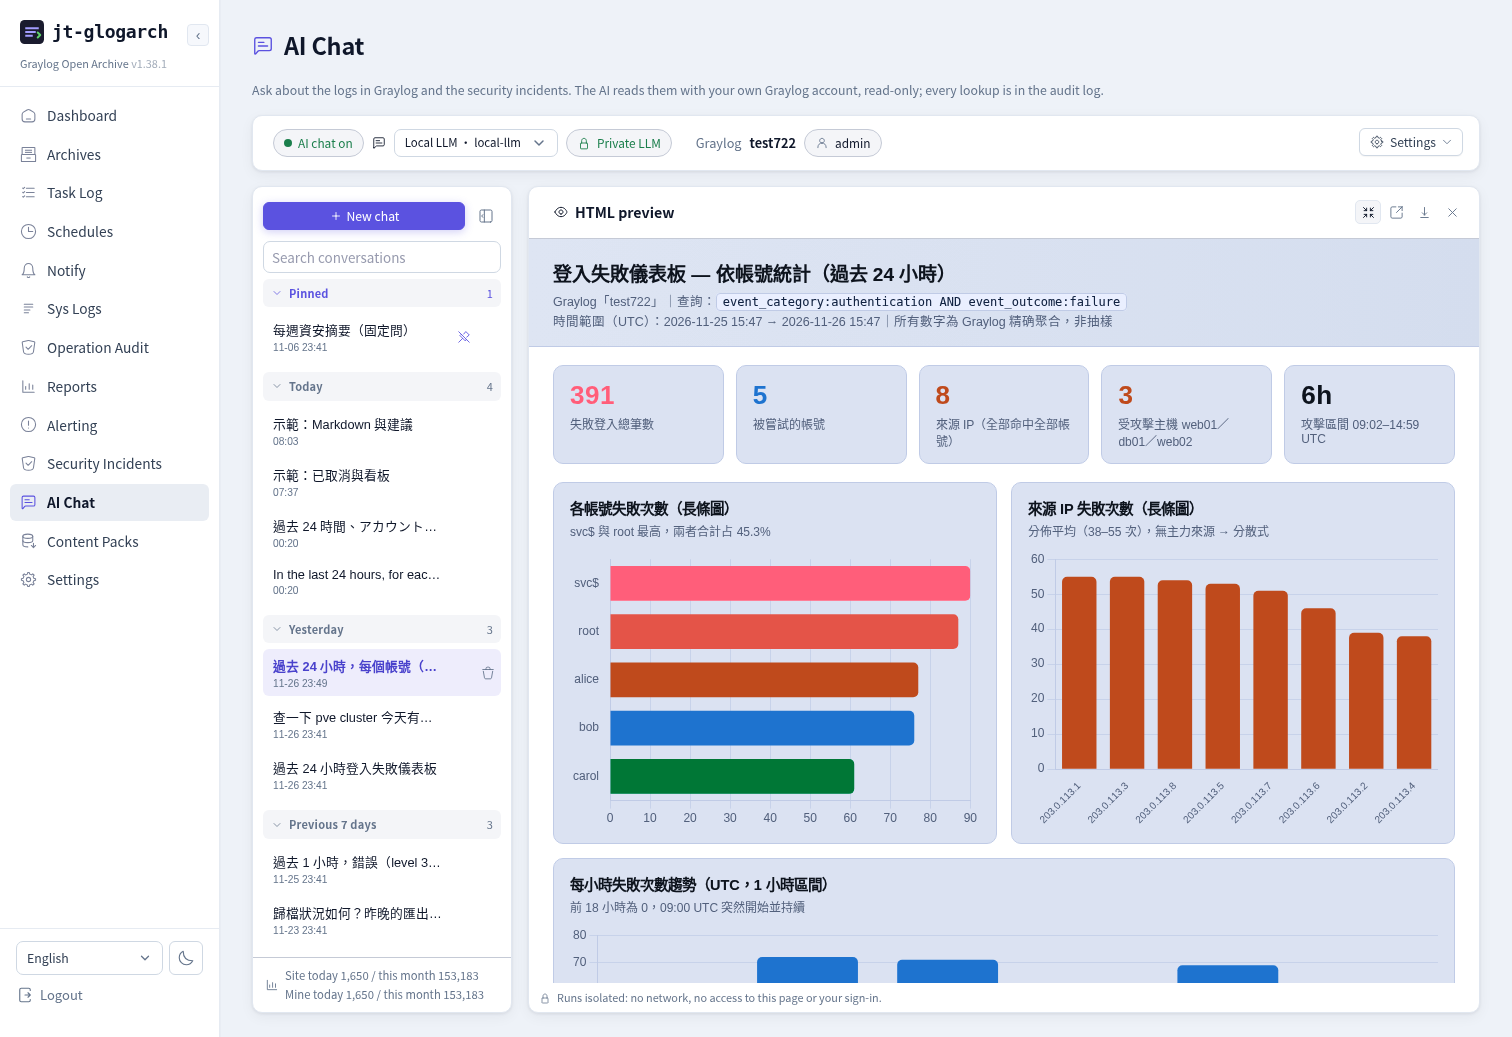 jt-glogarch
Graylog Open Archive v1.38.1
Dashboard
Archives
Task Log
Schedules
Notify
Sys Logs
Operation Audit
Reports
Alerting
Security Incidents
AI Chat
Content Packs
Settings
English
Logout
AI Chat
Ask about the logs in Graylog and the security incidents. The AI reads them with your own Graylog account, read-only; every lookup is in the audit log.
AI chat on
Local LLM・local-llm
Private LLM
Graylog test722
admin
Settings
+ New chat
Search conversations
Pinned 1
每週資安摘要（固定問）
11-06 23:41
Today 4
示範：Markdown 與建議
08:03
示範：已取消與看板
07:37
過去 24 時間、アカウント…
00:20
In the last 24 hours, for eac…
00:20
Yesterday 3
過去 24 小時，每個帳號（…
11-26 23:49
查一下 pve cluster 今天有…
11-26 23:41
過去 24 小時登入失敗儀表板
11-26 23:41
Previous 7 days 3
過去 1 小時，錯誤（level 3…
11-25 23:41
歸檔狀況如何？昨晚的匯出…
11-23 23:41
Site today 1,650 / this month 153,183
Mine today 1,650 / this month 153,183
HTML preview
登入失敗儀表板 — 依帳號統計（過去 24 小時）
Graylog「test722」｜查詢：event_category:authentication AND event_outcome:failure
時間範圍（UTC）：2026-11-25 15:47 → 2026-11-26 15:47｜所有數字為 Graylog 精确聚合，非抽樣
391
失敗登入總筆數
5
被嘗試的帳號
8
來源 IP（全部命中全部帳
號）
3
受攻擊主機 web01／
db01／web02
6h
攻擊區間 09:02–14:59
UTC
各帳號失敗次數（長條圖）
svc$ 與 root 最高，兩者合計占 45.3%
svc$
root
alice
bob
carol
0 10 20 30 40 50 60 70 80 90
來源 IP 失敗次數（長條圖）
分佈平均（38–55 次），無主力來源 → 分散式
60
50
40
30
20
10
0
203.0.113.1 203.0.113.3 203.0.113.8 203.0.113.5 203.0.113.7 203.0.113.6 203.0.113.2 203.0.113.4
每小時失敗次數趨勢（UTC，1 小時區間）
前 18 小時為 0，09:00 UTC 突然開始並持續
80
70
Runs isolated: no network, no access to this page or your sign-in.